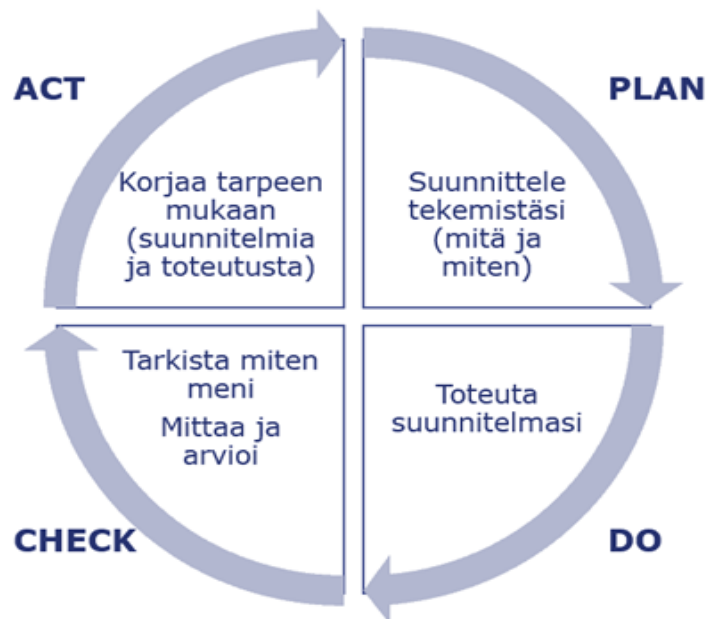 ACT
PLAN
Korjaa tarpeen
mukaan
(suunnitelmia
ja toteutusta)
Suunnittele
tekemistäsi
(mitä ja
miten)
Tarkista miten
meni
Mittaa ja
arvioi
Toteuta
suunnitelmasi
CHECK
DO